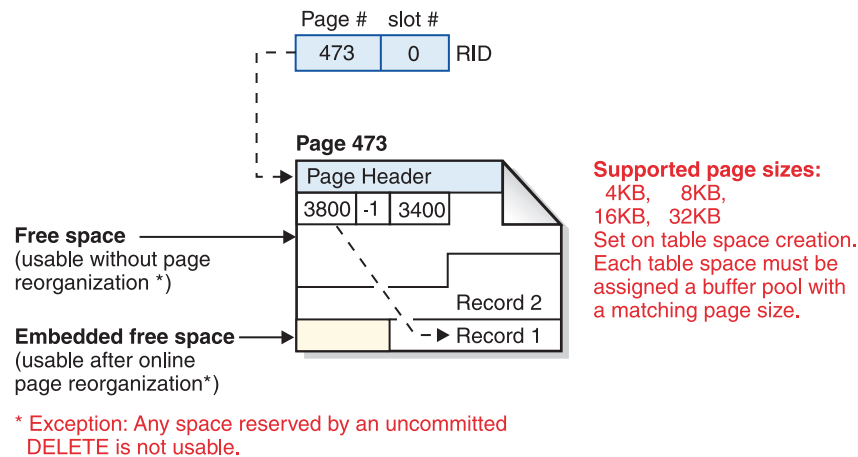 Page # slot #
473 0 RID
Page 473
Page Header
3800 -1 3400
Free space
(usable without page
reorganization *)
Record 2
Embedded free space
(usable after online
page reorganization*)
Record 1
Supported page sizes:
4KB, 8KB,
16KB, 32KB
Set on table space creation.
Each table space must be
assigned a buffer pool with
a matching page size.
* Exception: Any space reserved by an uncommitted
DELETE is not usable.